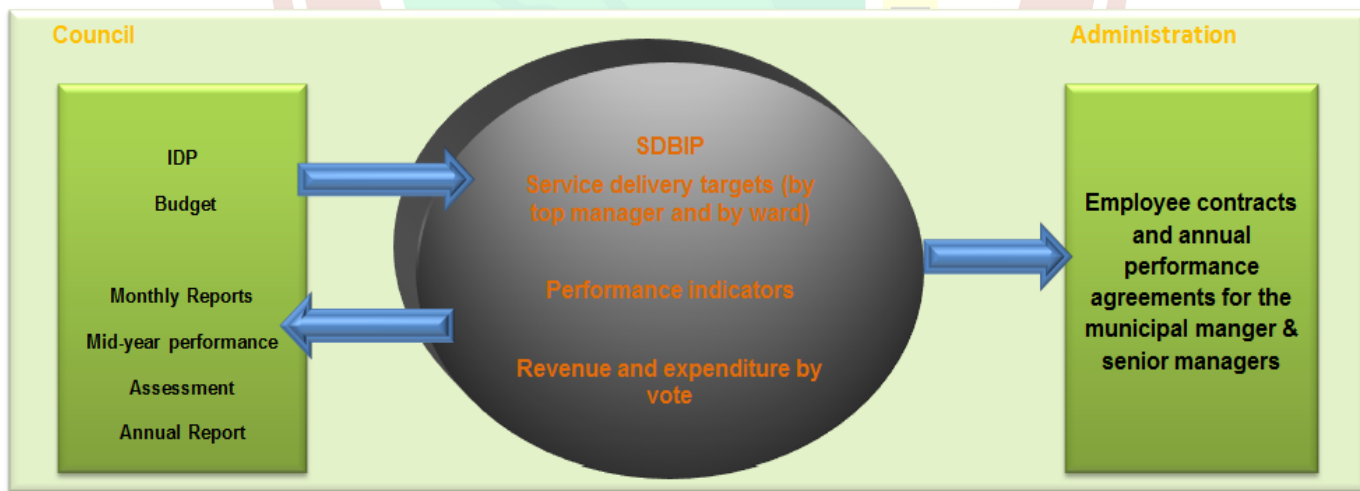 Council
Administration
IDP
Budget
Monthly Reports
Mid-year performance
Assessment
Annual Report
SDBIP
Service delivery targets (by
top manager and by ward)
Performance indicators
Revenue and expenditure by
vote
Employee contracts
and annual
performance
agreements for the
municipal manger &
senior managers